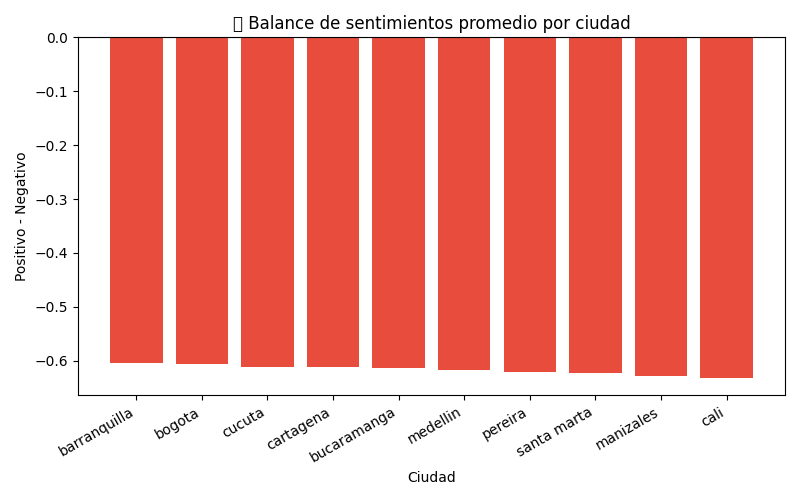 Balance de sentimientos promedio por ciudad
Positivo - Negativo
0.0
−0.1
−0.2
−0.3
−0.4
−0.5
−0.6
barranquilla
bogota
cucuta
cartagena
bucaramanga
medellin
pereira
santa marta
manizales
cali
Ciudad